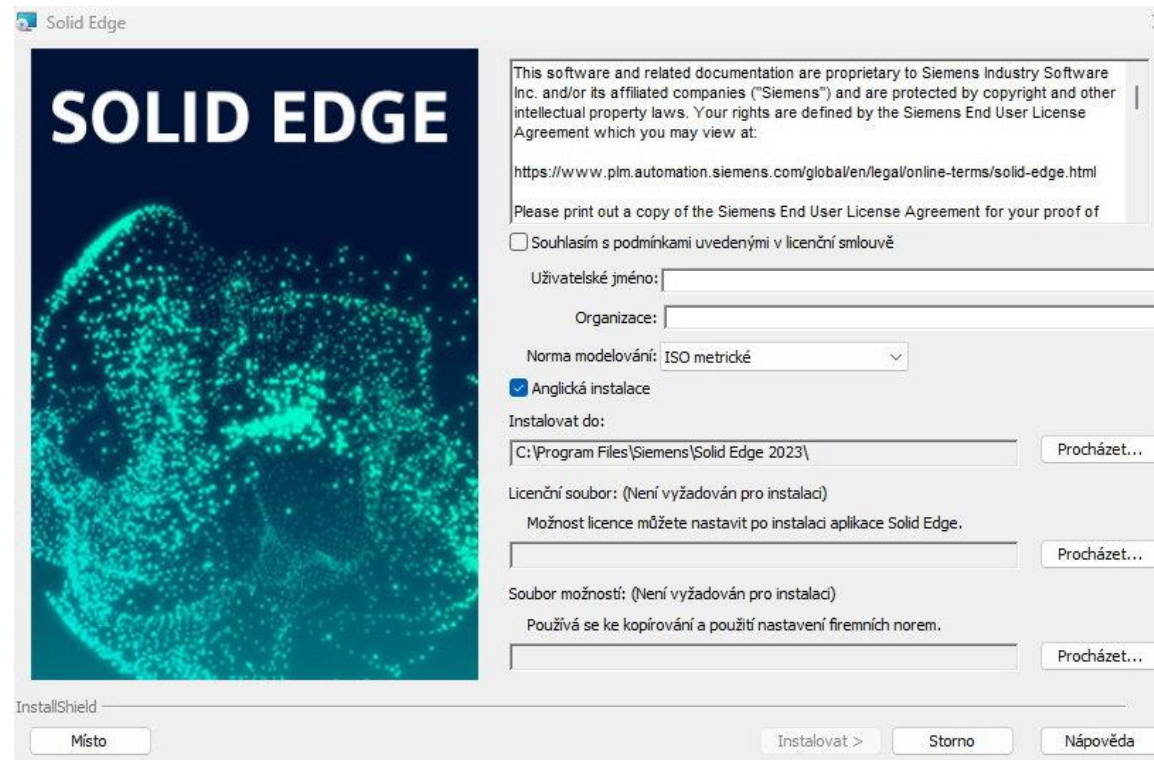 Solid Edge
SOLID EDGE
This software and related documentation are proprietary to Siemens Industry Software
Inc. and/or its affiliated companies ("Siemens") and are protected by copyright and other
intellectual property laws. Your rights are defined by the Siemens End User License
Agreement which you may view at:
https://www.plm.automation.siemens.com/global/en/legal/online-terms/solid-edge.html
Please print out a copy of the Siemens End User License Agreement for your proof of
Souhlasím s podmínkami uvedenými v licenční smlouvě
Uživatelské jméno:
Organizace:
Norma modelování: ISO metrické
Anglická instalace
Instalovat do:
C:\Program Files\Siemens\Solid Edge 2023\ Procházet...
Licenční soubor: (Není vyžadován pro instalaci)
Možnost licence můžete nastavit po instalaci aplikace Solid Edge.
Procházet...
Soubor možností: (Není vyžadován pro instalaci)
Používá se ke kopírování a použití nastavení firemních norem.
Procházet...
InstallShield
Místo Instalovat > Storno Nápověda